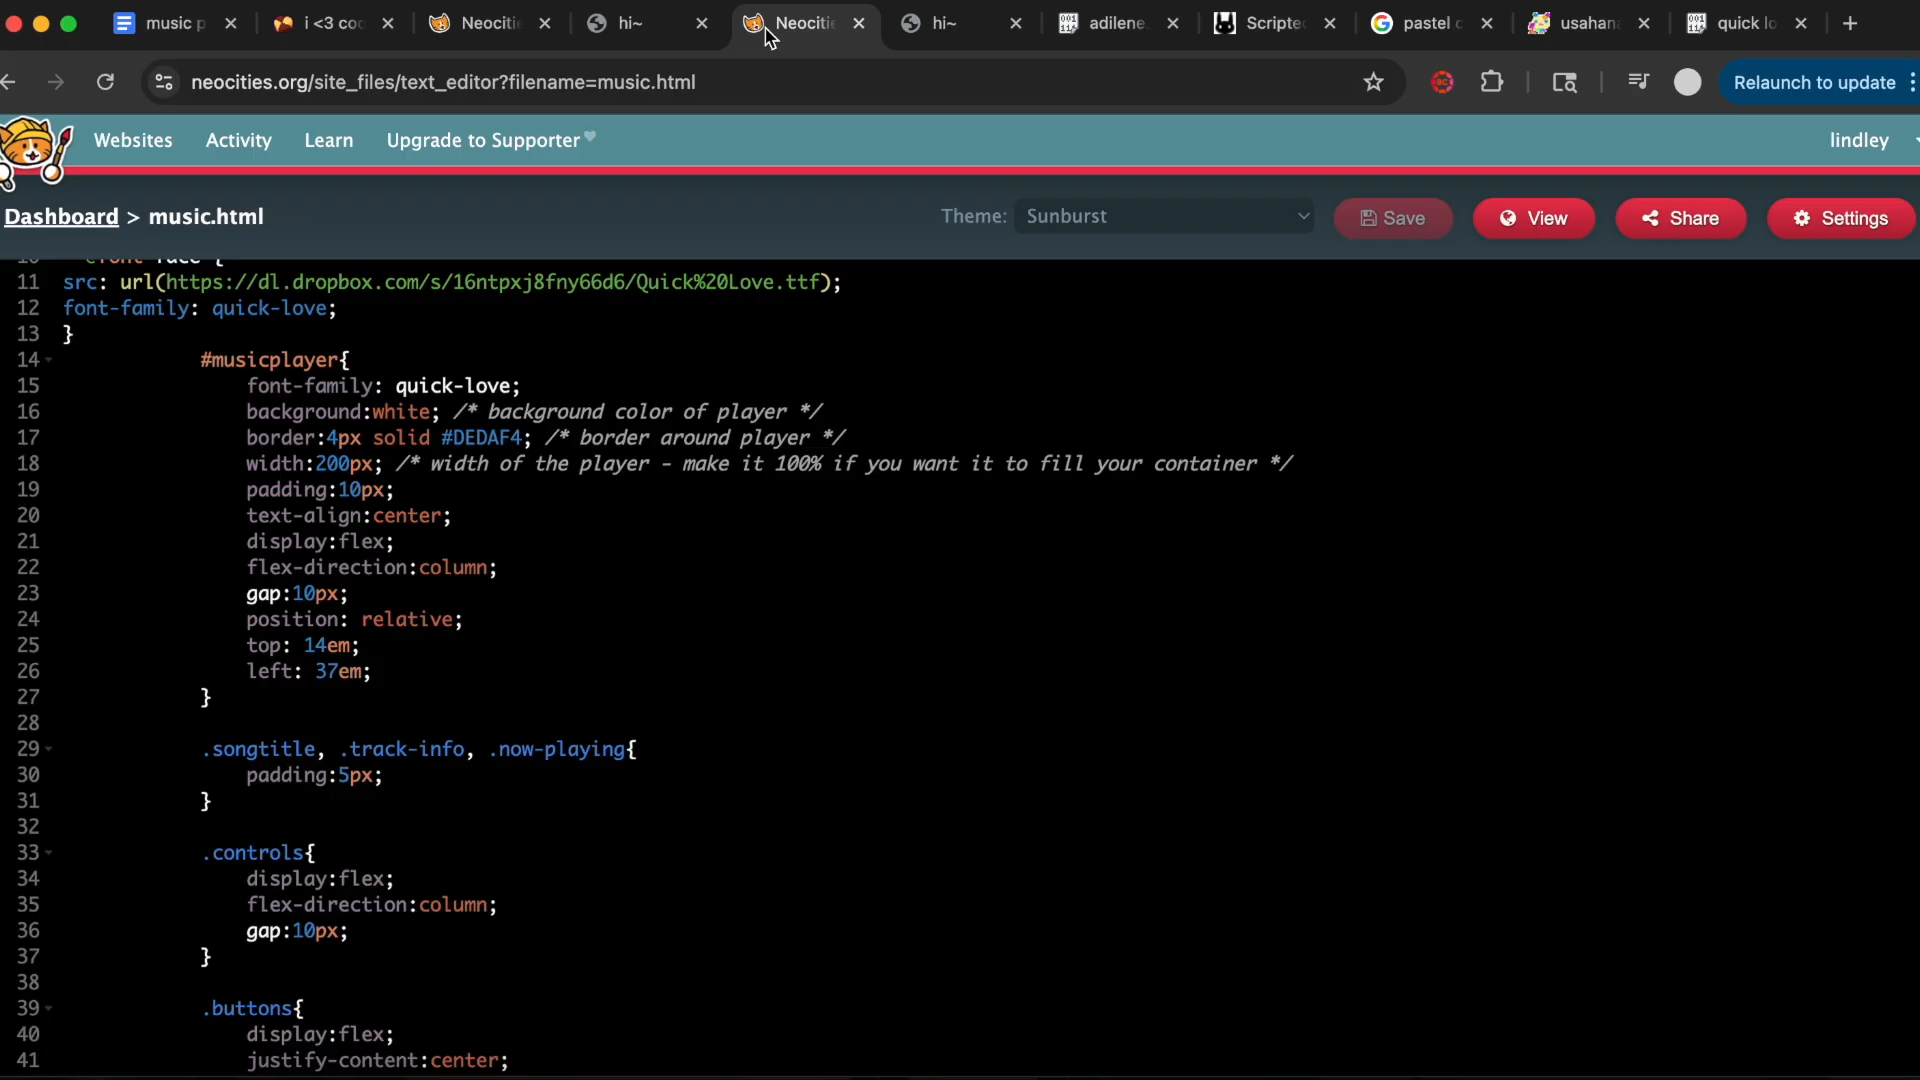 music p
i <3 coc
Neocitie
hi~
Neocitie
hi~
adilene
Scripted
pastel c
usahana
quick lo
neocities.org/site_files/text_editor?filename=music.html
Relaunch to update
Websites
Activity
Learn
Upgrade to Supporter
lindley
Dashboard > music.html
Theme: Sunburst
Save
View
Share
Settings
10 @font-face {
11 src: url(https://dl.dropbox.com/s/16ntpxj8fny66d6/Quick%20Love.ttf);
12 font-family: quick-love;
13 }
14 #musicplayer{
15 font-family: quick-love;
16 background:white; /* background color of player */
17 border:4px solid #DEDAF4; /* border around player */
18 width:200px; /* width of the player - make it 100% if you want it to fill your container */
19 padding:10px;
20 text-align:center;
21 display:flex;
22 flex-direction:column;
23 gap:10px;
24 position: relative;
25 top: 14em;
26 left: 37em;
27 }
28
29 .songtitle, .track-info, .now-playing{
30 padding:5px;
31 }
32
33 .controls{
34 display:flex;
35 flex-direction:column;
36 gap:10px;
37 }
38
39 .buttons{
40 display:flex;
41 justify-content:center;